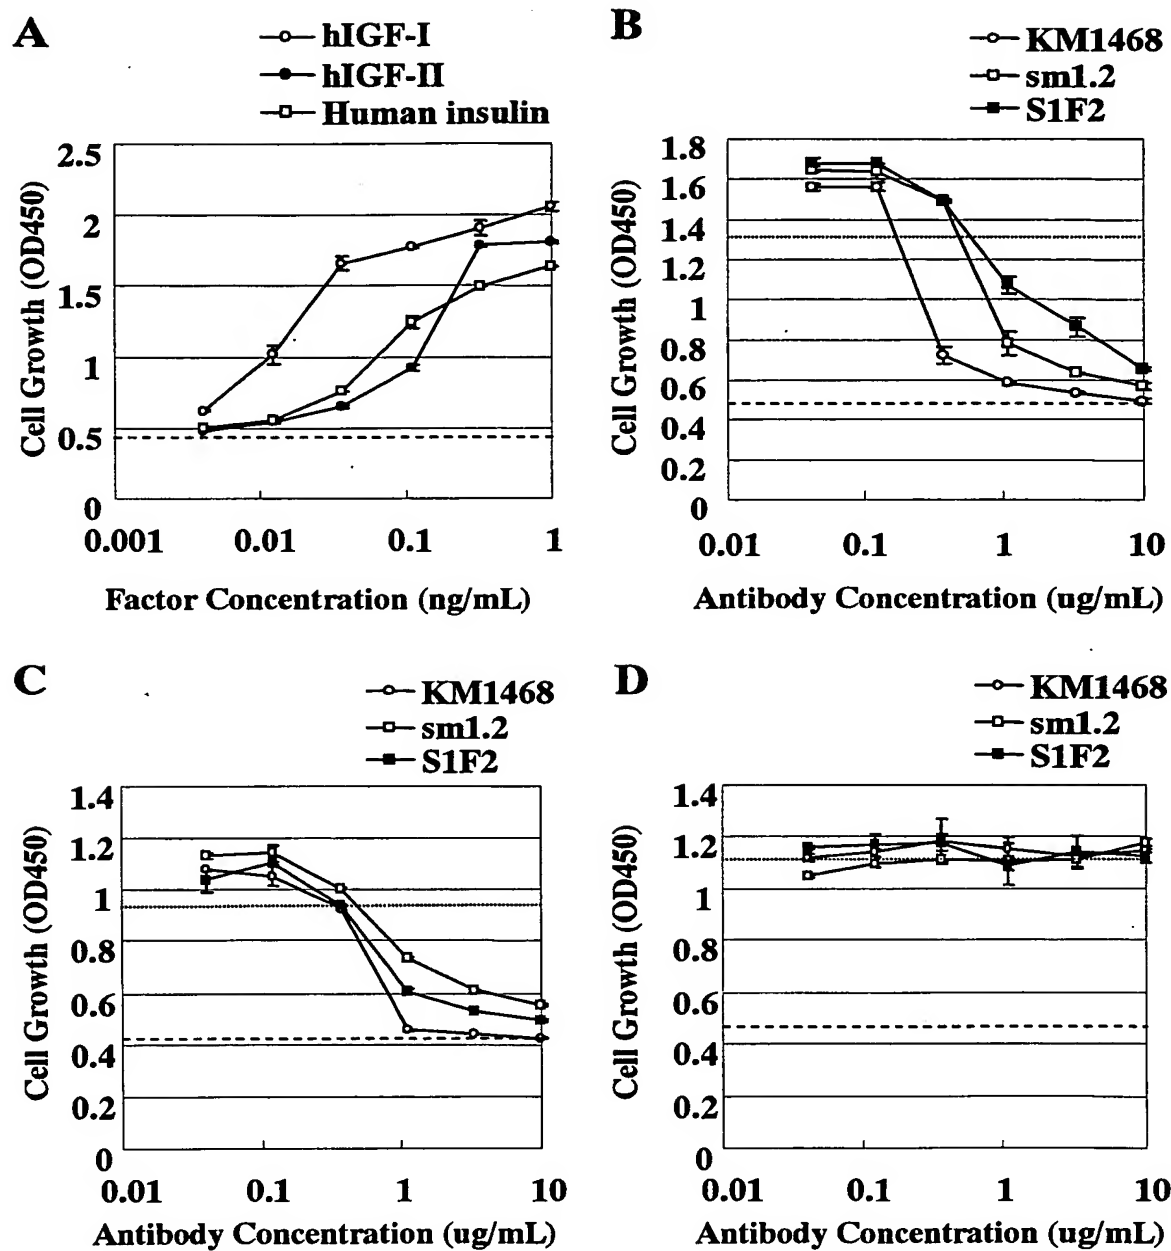 A
hIGF-I
hIGF-II
Human insulin
2.5
2
1.5
1
0.5
0
0.001
0.01
0.1
1
Cell Growth (OD450)
Factor Concentration (ng/mL)
B
KM1468
sm1.2
S1F2
1.8
1.6
1.4
1.2
1
0.8
0.6
0.4
0.2
0
0.01
0.1
1
10
Cell Growth (OD450)
Antibody Concentration (ug/mL)
C
KM1468
sm1.2
S1F2
1.4
1.2
1
0.8
0.6
0.4
0.2
0
0.01
0.1
1
10
Cell Growth (OD450)
Antibody Concentration (ug/mL)
D
KM1468
sm1.2
S1F2
1.4
1.2
1
0.8
0.6
0.4
0.2
0
0.01
0.1
1
10
Cell Growth (OD450)
Antibody Concentration (ug/mL)